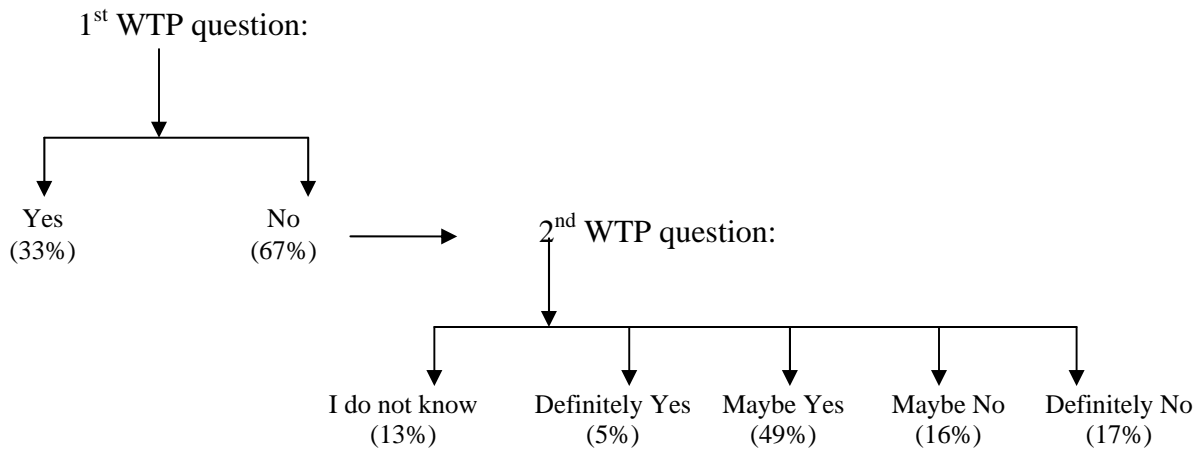 1st WTP question:
Yes
(33%)
No
(67%)
2nd WTP question:
I do not know
(13%)
Definitely Yes
(5%)
Maybe Yes
(49%)
Maybe No
(16%)
Definitely No
(17%)